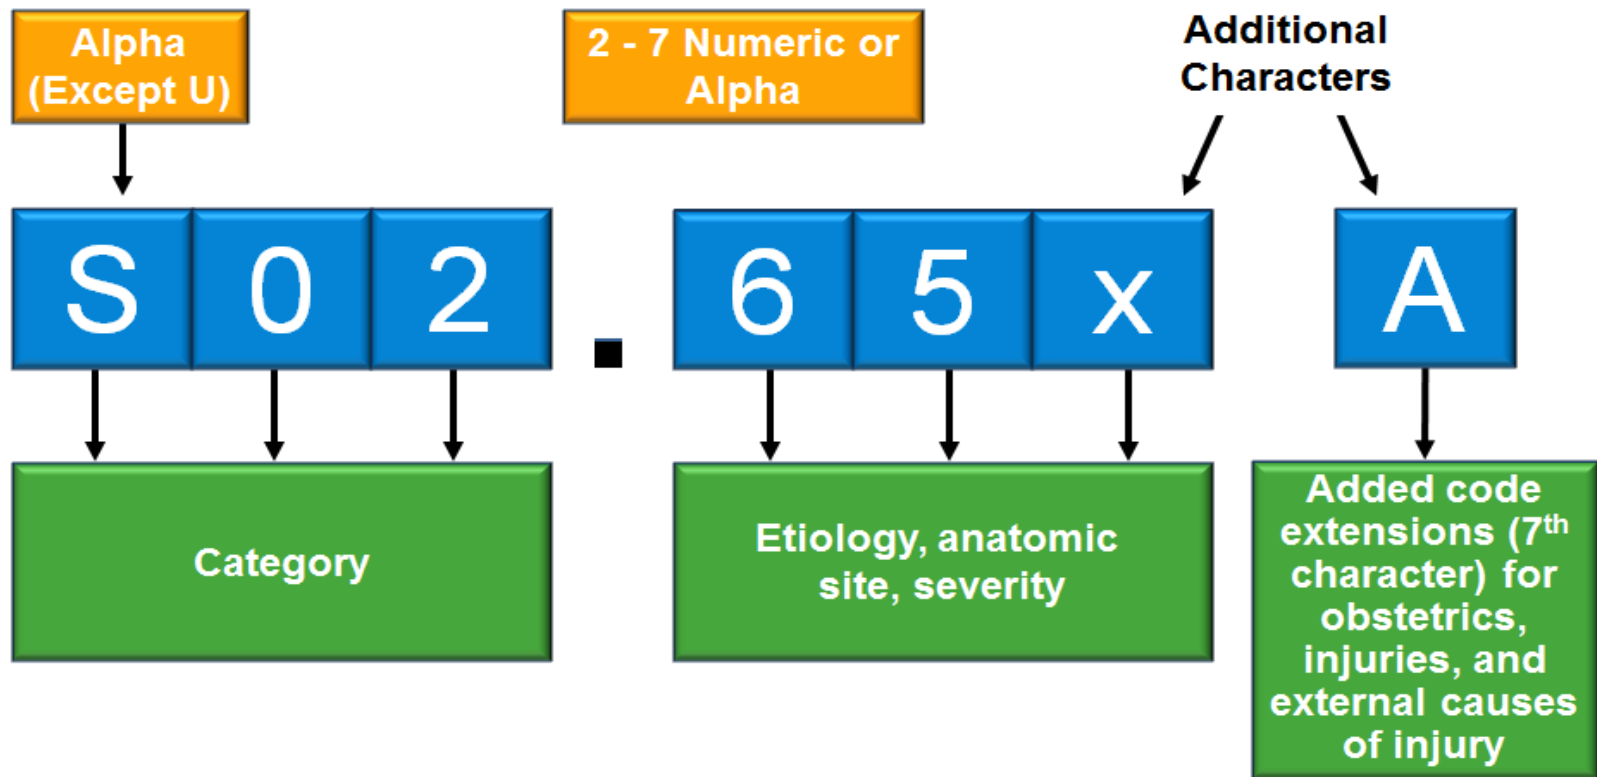 Alpha
(Except U)
2 - 7 Numeric or
Alpha
Additional
Characters
S 0 2 . 6 5 x A
Category
Etiology, anatomic
site, severity
Added code
extensions (7th
character) for
obstetrics,
injuries, and
external causes
of injury